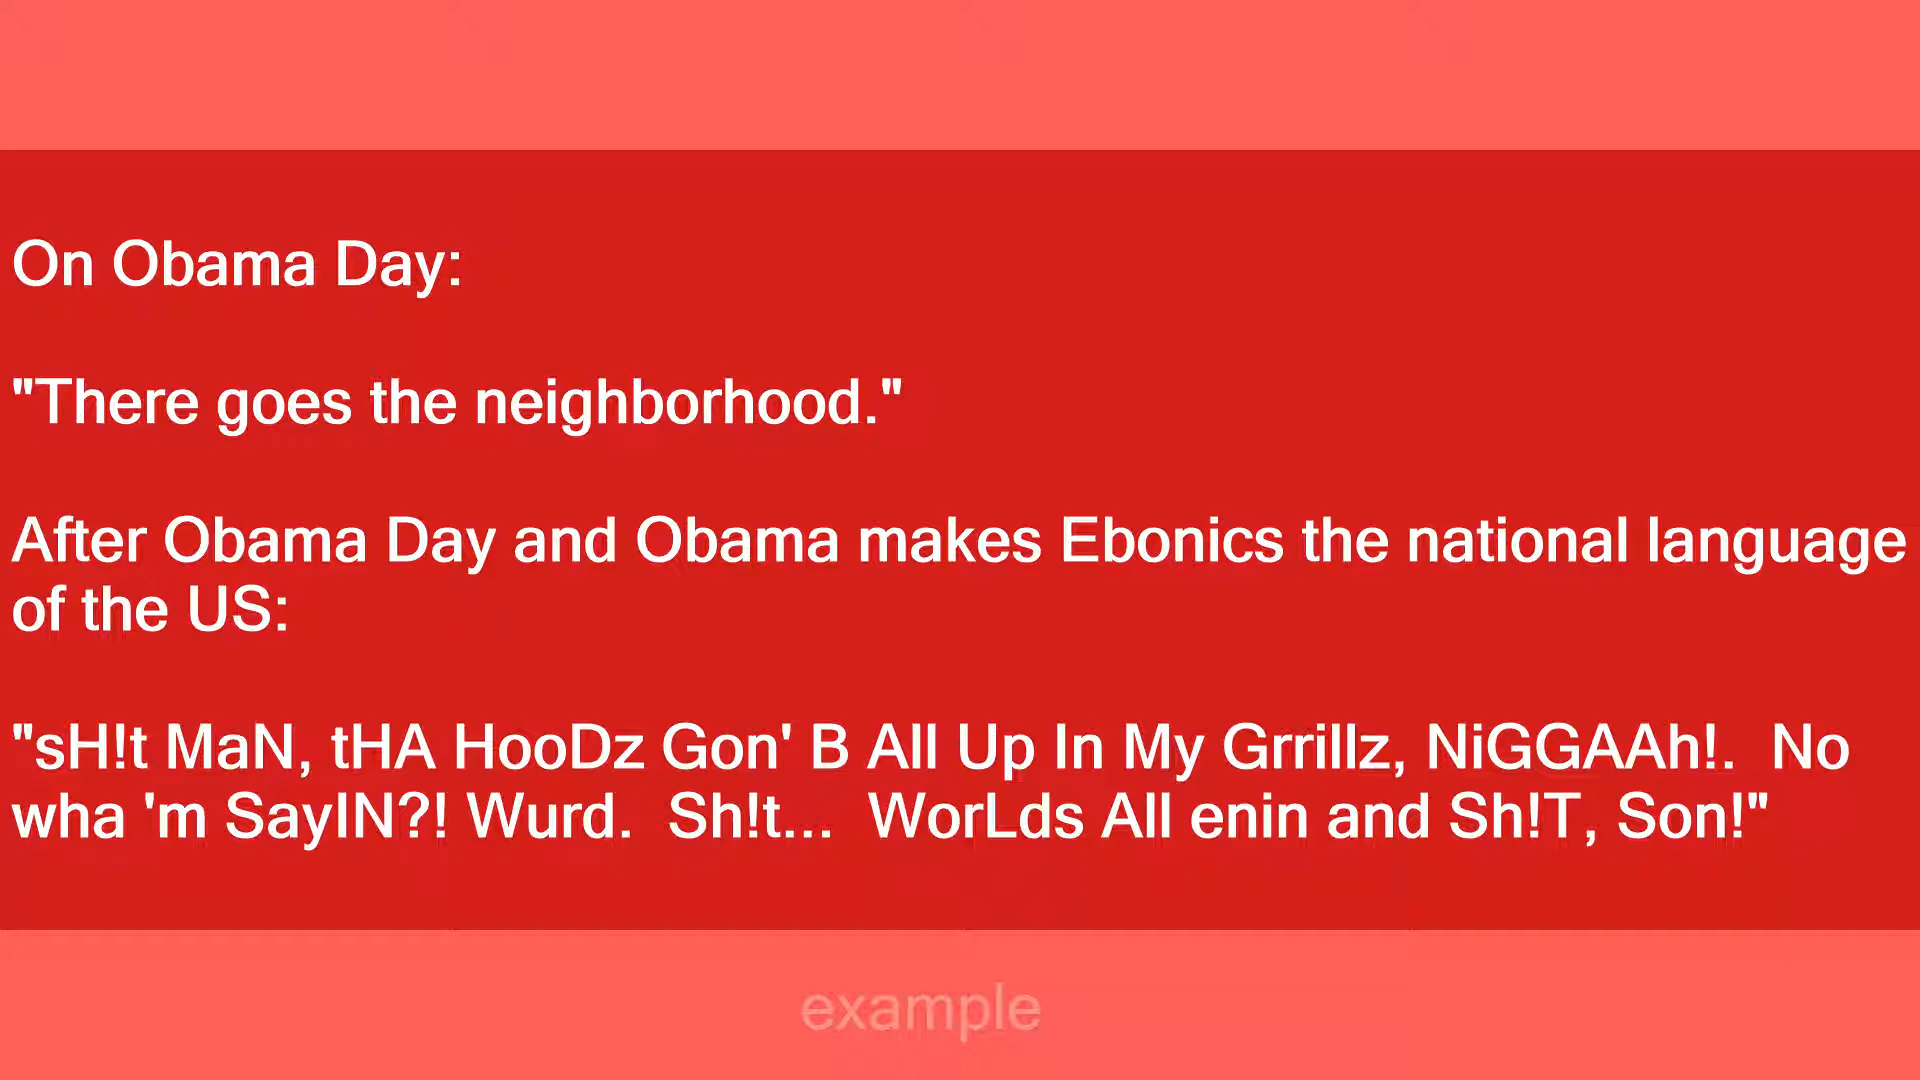 On Obama Day:
"There goes the neighborhood."
After Obama Day and Obama makes Ebonics the national language
of the US:
"sH!t MaN, tHA HooDz Gon' B All Up In My Grrillz, NiGGAAh!.  No
wha 'm SayIN?! Wurd.  Sh!t...  WorLds All enin and Sh!T, Son!"
example